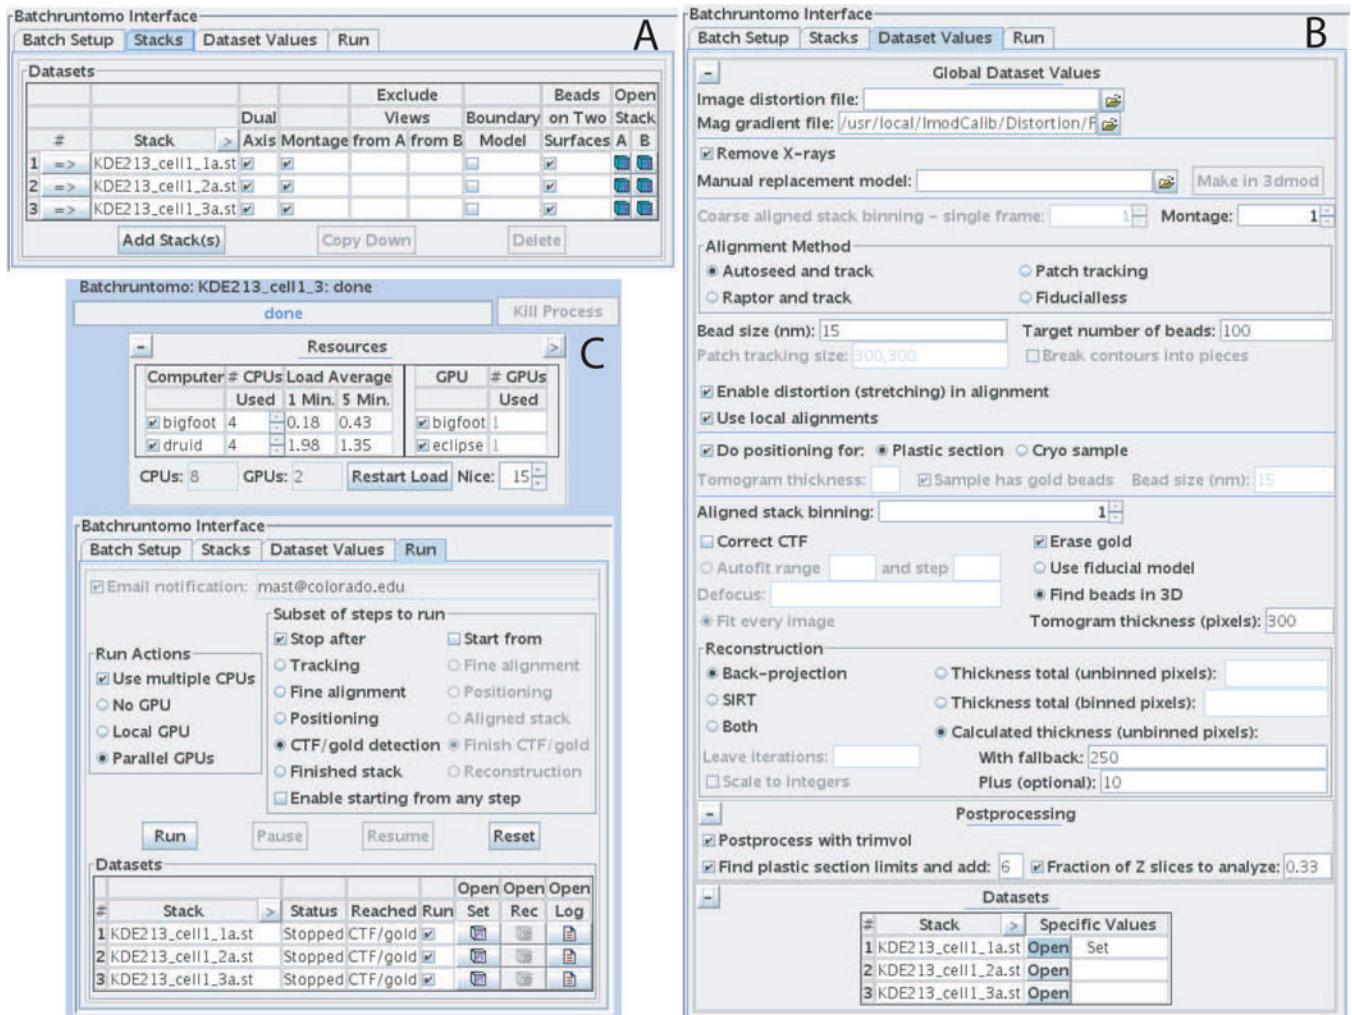 Batchruntomo Interface
Batch Setup Stacks Dataset Values Run
A
Datasets
Exclude Beads Open
Dual Views Boundary on Two Stack
# Stack > Axis Montage from A from B Model Surfaces A B
1 => KDE213_cell1_1a.st
2 => KDE213_cell1_2a.st
3 => KDE213_cell1_3a.st
Add Stack(s) Copy Down Delete
Batchruntomo: KDE213_cell1_3: done
done Kill Process
C
Resources >
Computer # CPUs Load Average GPU # GPUs
Used 1 Min. 5 Min. Used
bigfoot 4 0.18 0.43 bigfoot 1
druid 4 1.98 1.35 eclipse 1
CPUs: 8 GPUs: 2 Restart Load Nice: 15
Batchruntomo Interface
Batch Setup Stacks Dataset Values Run
Email notification: mast@colorado.edu
Subset of steps to run
Stop after Start from
Run Actions
Tracking Fine alignment
Use multiple CPUs
Fine alignment Positioning
No GPU
Positioning Aligned stack
Local GPU
CTF/gold detection Finish CTF/gold
Parallel GPUs
Finished stack Reconstruction
Enable starting from any step
Run Pause Resume Reset
Datasets
Open Open Open
# Stack > Status Reached Run Set Rec Log
1 KDE213_cell1_1a.st Stopped CTF/gold
2 KDE213_cell1_2a.st Stopped CTF/gold
3 KDE213_cell1_3a.st Stopped CTF/gold
Batchruntomo Interface
Batch Setup Stacks Dataset Values Run
B
Global Dataset Values
Image distortion file:
Mag gradient file: /usr/local/ImodCalib/Distortion/
Remove X-rays
Manual replacement model: Make in 3dmod
Coarse aligned stack binning - single frame: 1 Montage: 1
Alignment Method
Autoseed and track Patch tracking
Raptor and track Fiducialless
Bead size (nm): 15 Target number of beads: 100
Patch tracking size: 300,300 Break contours into pieces
Enable distortion (stretching) in alignment
Use local alignments
Do positioning for: Plastic section Cryo sample
Tomogram thickness: Sample has gold beads Bead size (nm): 15
Aligned stack binning: 1
Correct CTF Erase gold
Autofit range and step Use fiducial model
Defocus: Find beads in 3D
Fit every image Tomogram thickness (pixels): 300
Reconstruction
Back-projection Thickness total (unbinned pixels):
SIRT Thickness total (binned pixels):
Both Calculated thickness (unbinned pixels):
Leave iterations: With fallback: 250
Scale to integers Plus (optional): 10
Postprocessing
Postprocess with trimvol
Find plastic section limits and add: 6 Fraction of Z slices to analyze: 0.33
Datasets
# Stack > Specific Values
1 KDE213_cell1_1a.st Open Set
2 KDE213_cell1_2a.st Open
3 KDE213_cell1_3a.st Open